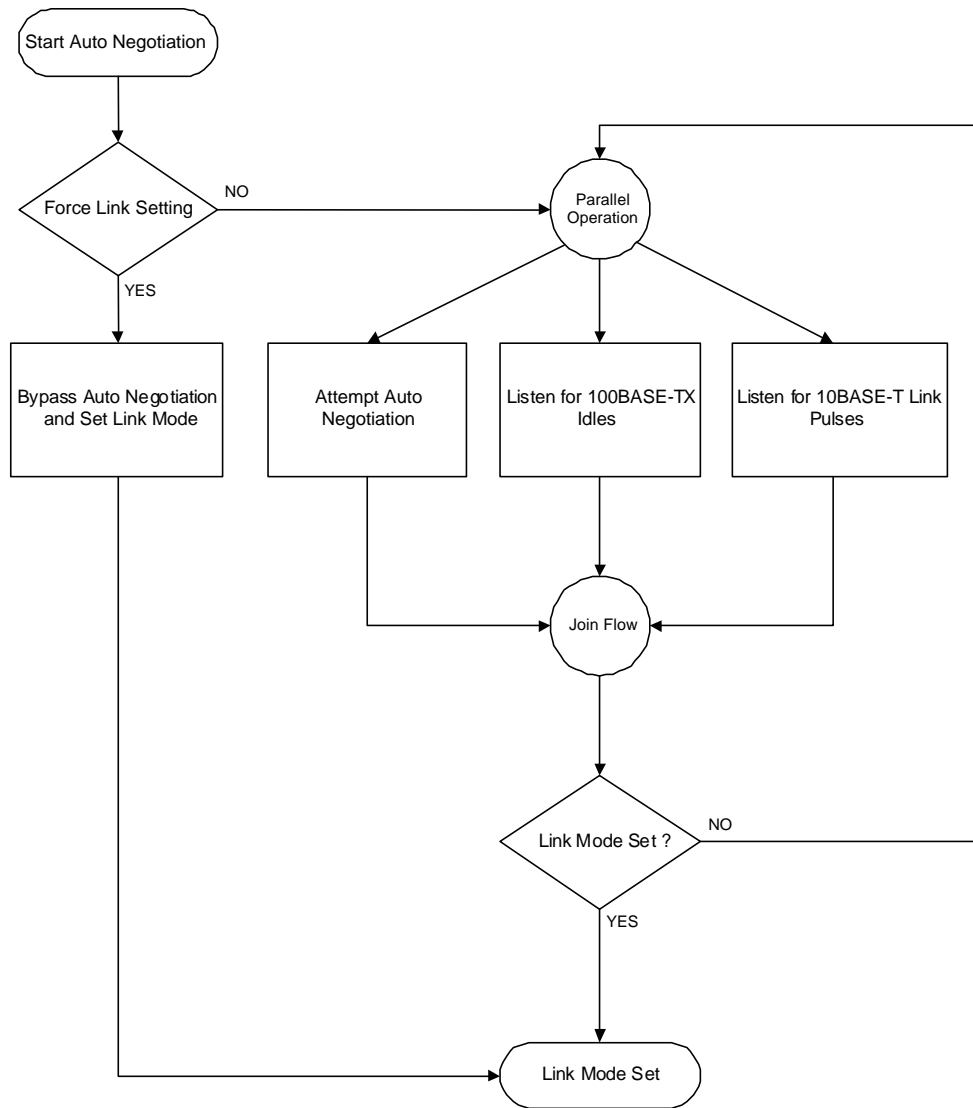 Start Auto Negotiation
Force Link Setting
NO
Parallel
Operation
YES
Bypass Auto Negotiation
and Set Link Mode
Attempt Auto
Negotiation
Listen for 100BASE-TX
Idles
Listen for 10BASE-T Link
Pulses
Join Flow
Link Mode Set ?
NO
YES
Link Mode Set